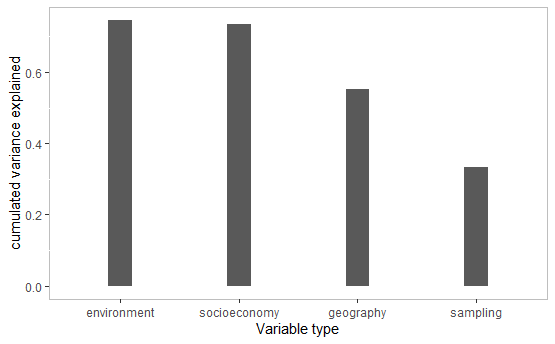 cumulated variance explained
0.6
0.4
0.2
0.0
environment socioeconomy geography sampling
Variable type